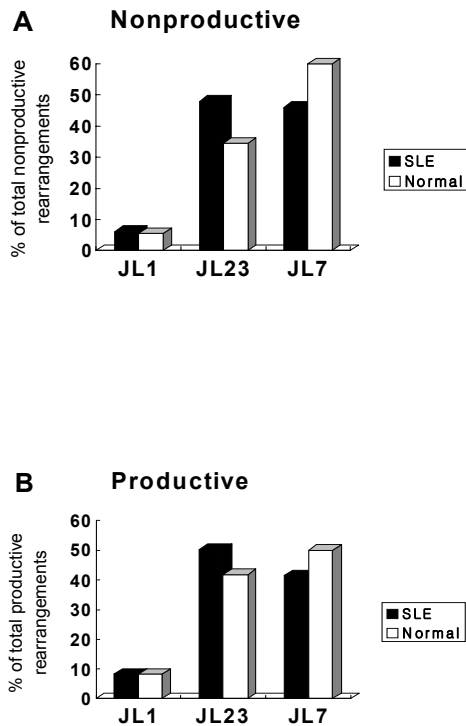 A Nonproductive
% of total nonproductive
rearrangements
60
50
40
30
20
10
0
JL1 JL23 JL7
SLE
Normal
B Productive
% of total productive
rearrangements
60
50
40
30
20
10
0
JL1 JL23 JL7
SLE
Normal